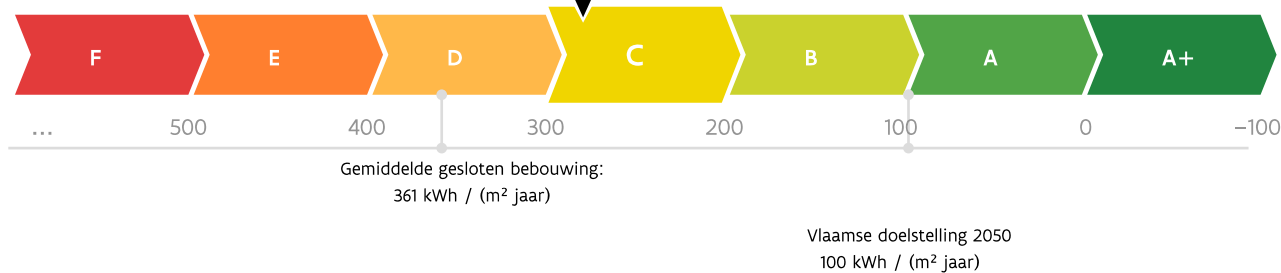 F E D C B A A+
... 500 400 300 200 100 0 –100
Gemiddelde gesloten bebouwing:
361 kWh / (m² jaar)
Vlaamse doelstelling 2050
100 kWh / (m² jaar)